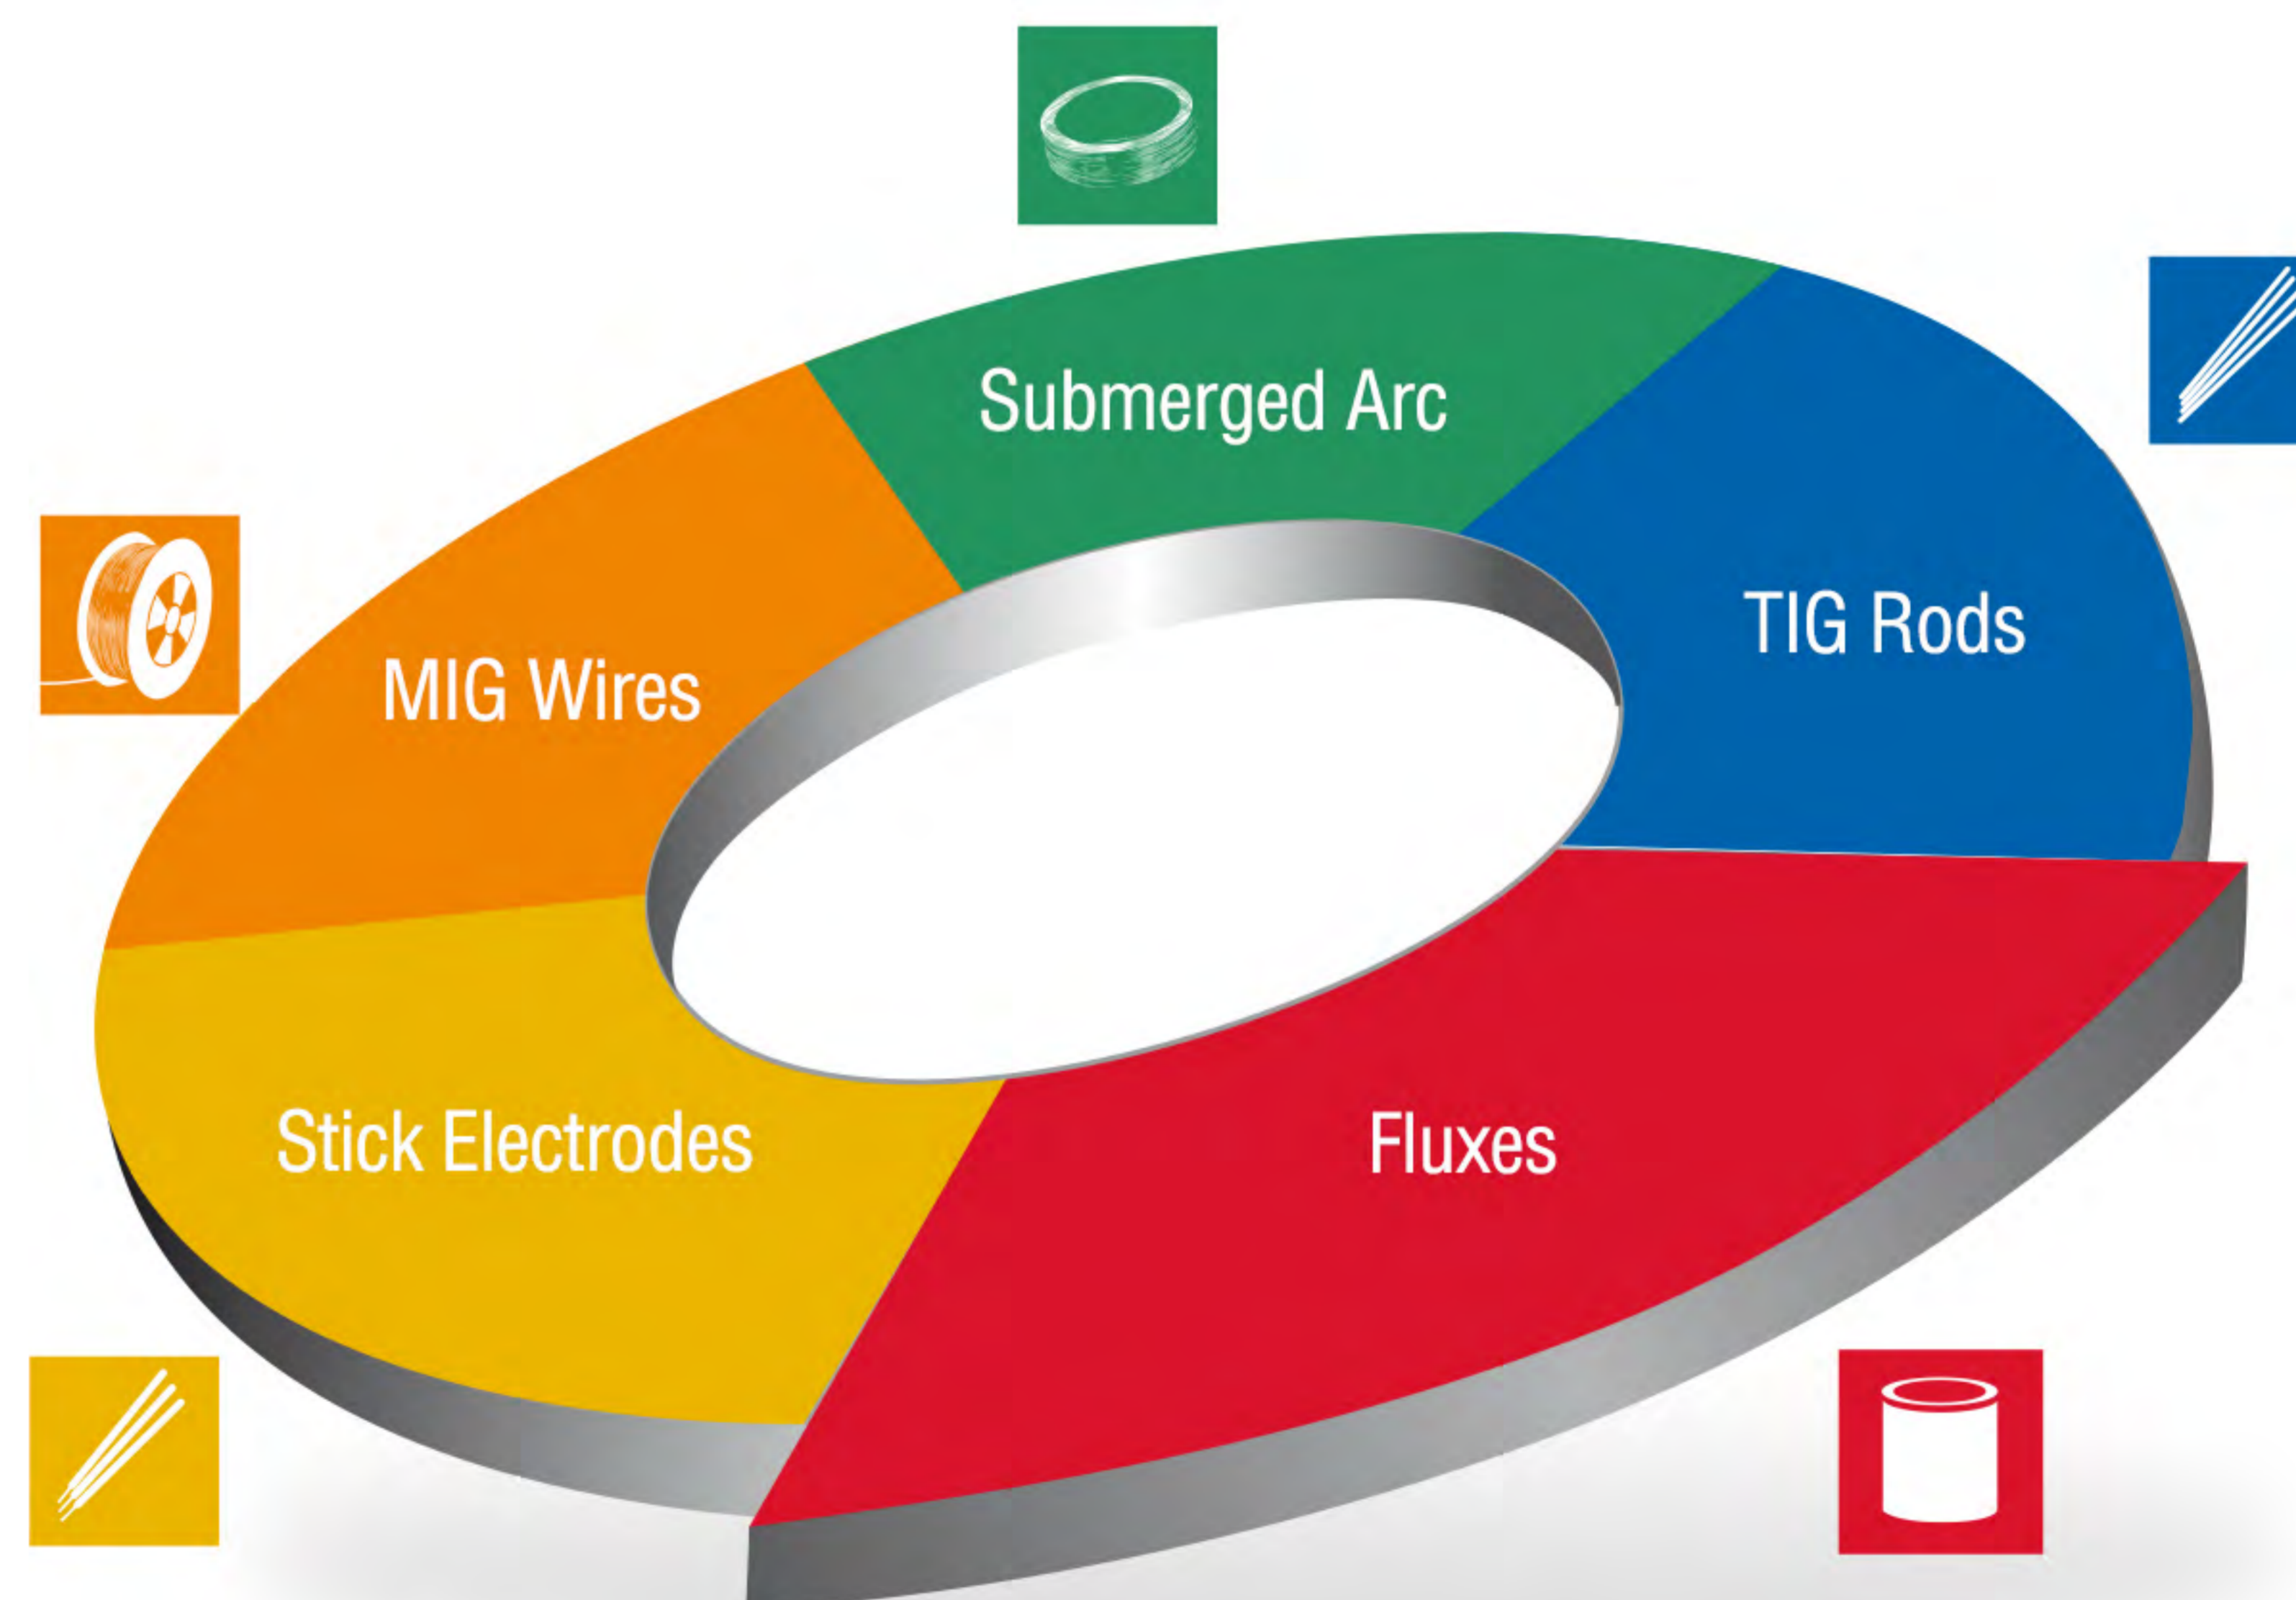 Submerged Arc
TIG Rods
MIG Wires
Stick Electrodes
Fluxes